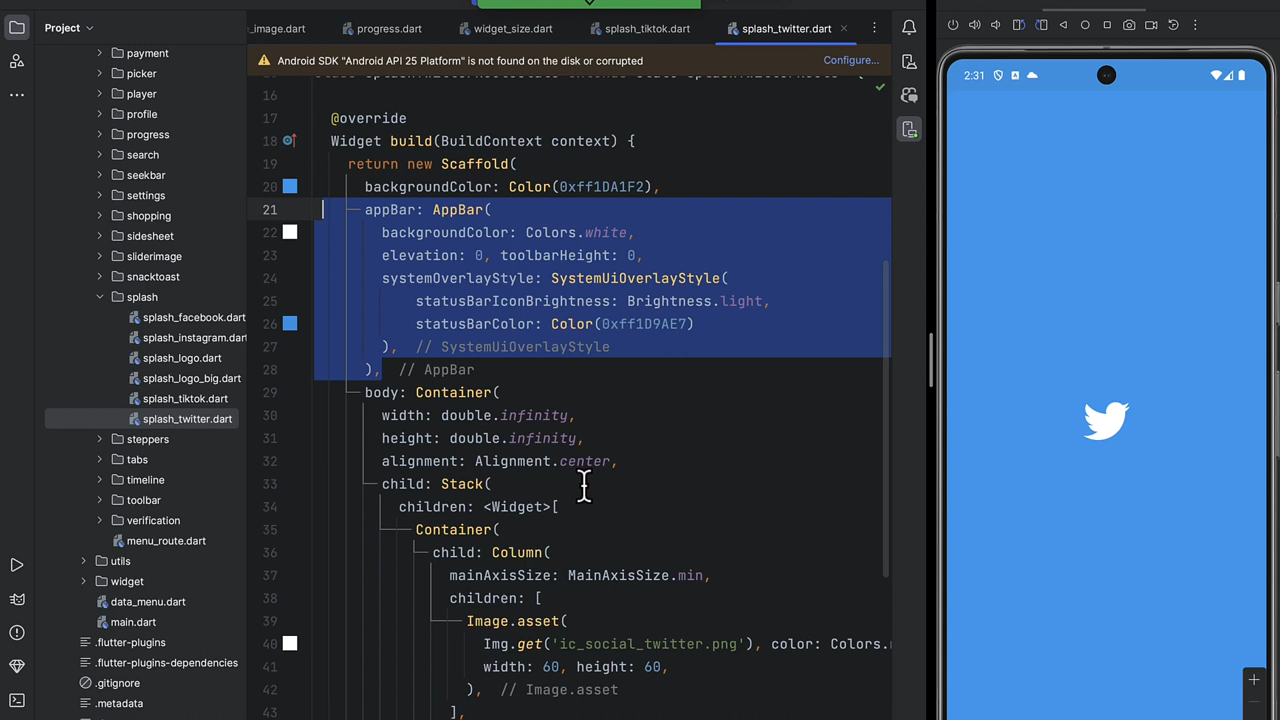 Project
_image.dart
progress.dart
widget_size.dart
splash_tiktok.dart
splash_twitter.dart
Android SDK "Android API 25 Platform" is not found on the disk or corrupted
Configure...
payment
picker
player
profile
progress
search
seekbar
settings
shopping
sidesheet
sliderimage
snacktoast
splash
splash_facebook.dart
splash_instagram.dart
splash_logo.dart
splash_logo_big.dart
splash_tiktok.dart
splash_twitter.dart
steppers
tabs
timeline
toolbar
verification
menu_route.dart
utils
widget
data_menu.dart
main.dart
.flutter-plugins
.flutter-plugins-dependencies
.gitignore
.metadata
16
17 @override
18 Widget build(BuildContext context) {
19 return new Scaffold(
20 backgroundColor: Color(0xff1DA1F2),
21 appBar: AppBar(
22 backgroundColor: Colors.white,
23 elevation: 0, toolbarHeight: 0,
24 systemOverlayStyle: SystemUiOverlayStyle(
25 statusBarIconBrightness: Brightness.light,
26 statusBarColor: Color(0xff1D9AE7)
27 ), // SystemUiOverlayStyle
28 ), // AppBar
29 body: Container(
30 width: double.infinity,
31 height: double.infinity,
32 alignment: Alignment.center,
33 child: Stack(
34 children: <Widget>[
35 Container(
36 child: Column(
37 mainAxisSize: MainAxisSize.min,
38 children: [
39 Image.asset(
40 Img.get('ic_social_twitter.png'), color: Colors.
41 width: 60, height: 60,
42 ), // Image.asset
43 ],
2:31